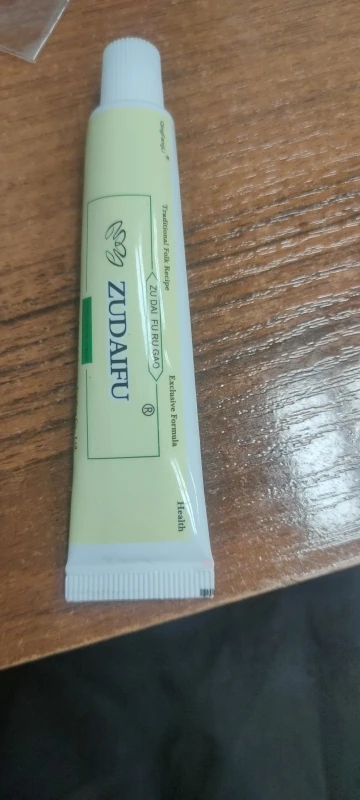 Traditional Folk Recipe
ZU DAI FU RU GAO
ZUDAIFU
®
Exclusive Formula
Health